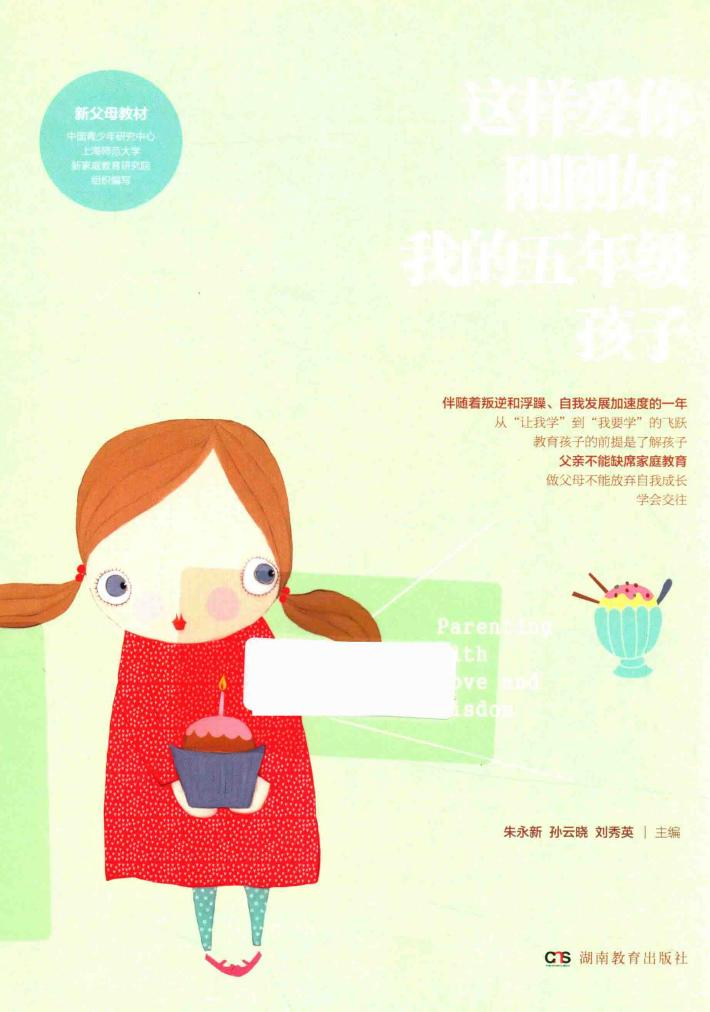 新父母教材
中国青少年研究中心
上海师范大学
新家庭教育研究院
组织编写
这样爱你
刚刚好,
我的五年级
孩子
伴随着叛逆和浮躁、自我发展加速度的一年
从“让我学”到“我要学”的飞跃
教育孩子的前提是了解孩子
父亲不能缺席家庭教育
做父母不能放弃自我成长
学会交往
Parenting
ith
ove and
isdom
朱永新 孙云晓 刘秀英 | 主编
湖南教育出版社